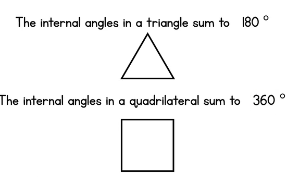 The internal angles in a triangle sum to 180 °
The internal angles in a quadrilateral sum to 360 °